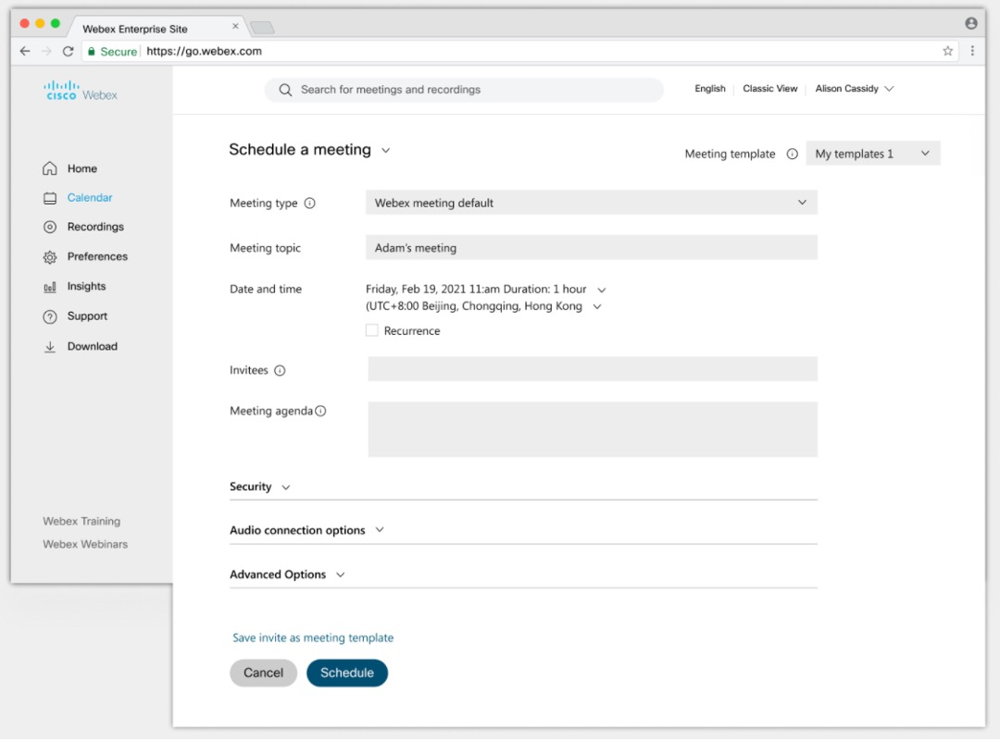 Webex Enterprise Site
Secure https://go.webex.com
cisco Webex
Search for meetings and recordings
English Classic View Alison Cassidy
Home
Calendar
Recordings
Preferences
Insights
Support
Download
Webex Training
Webex Webinars
Schedule a meeting
Meeting template My templates 1
Meeting type Webex meeting default
Meeting topic Adam's meeting
Date and time Friday, Feb 19, 2021 11:am Duration: 1 hour
(UTC+8:00 Beijing, Chongqing, Hong Kong
Recurrence
Invitees
Meeting agenda
Security
Audio connection options
Advanced Options
Save invite as meeting template
Cancel Schedule